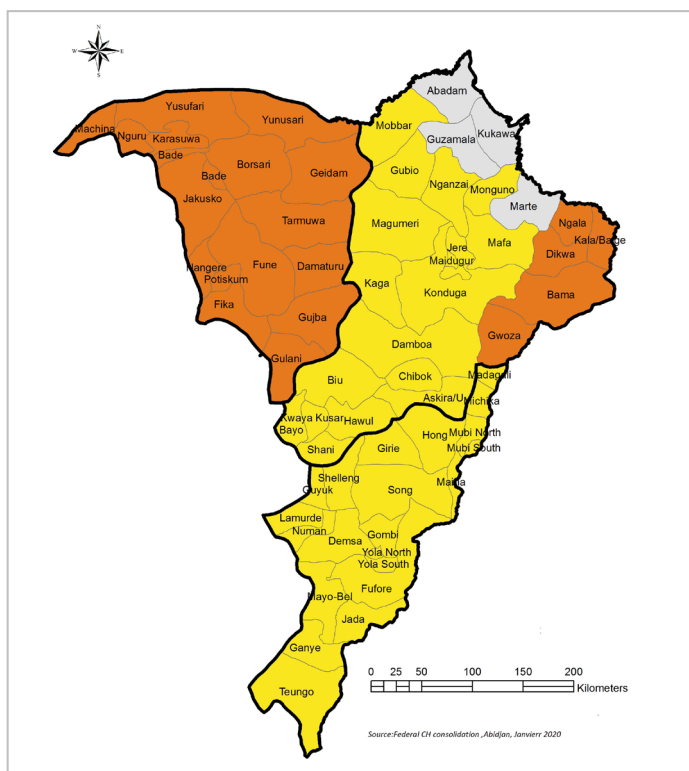 N
W E
S
Abadam
Yusufari
Mobbar
Yunusari
Machina
Nguru
Karasuwa
Kukawa
Guzamala
Bade
Borsari
Geidam
Gubio
Nganzai
Monguno
Bade
Jakusko
Marte
Tarmuwa
Magumeri
Ngala
Jere
Mafa
Kala/Balge
Maidugur
Dikwa
Nangere
Fune
Damaturu
Potiskum
Kaga
Konduga
Bama
Fika
Gujba
Gwoza
Damboa
Gulani
Biu
Chibok
Madagali
Askira/U
Michika
Kwaya Kusar
Hawul
Bayo
Hong
Mubi North
Shani
Girie
Mubi South
Shelleng
Guyuk
Song
Maiha
Lamurde
Numan
Demsa
Gombi
Yola North
Yola South
Fufore
Mayo-Bel
Jada
Ganye
Teungo
0 25 50 100 150 200
Kilometers
Source:Federal CH consolidation ,Abidjan, Janvierr 2020